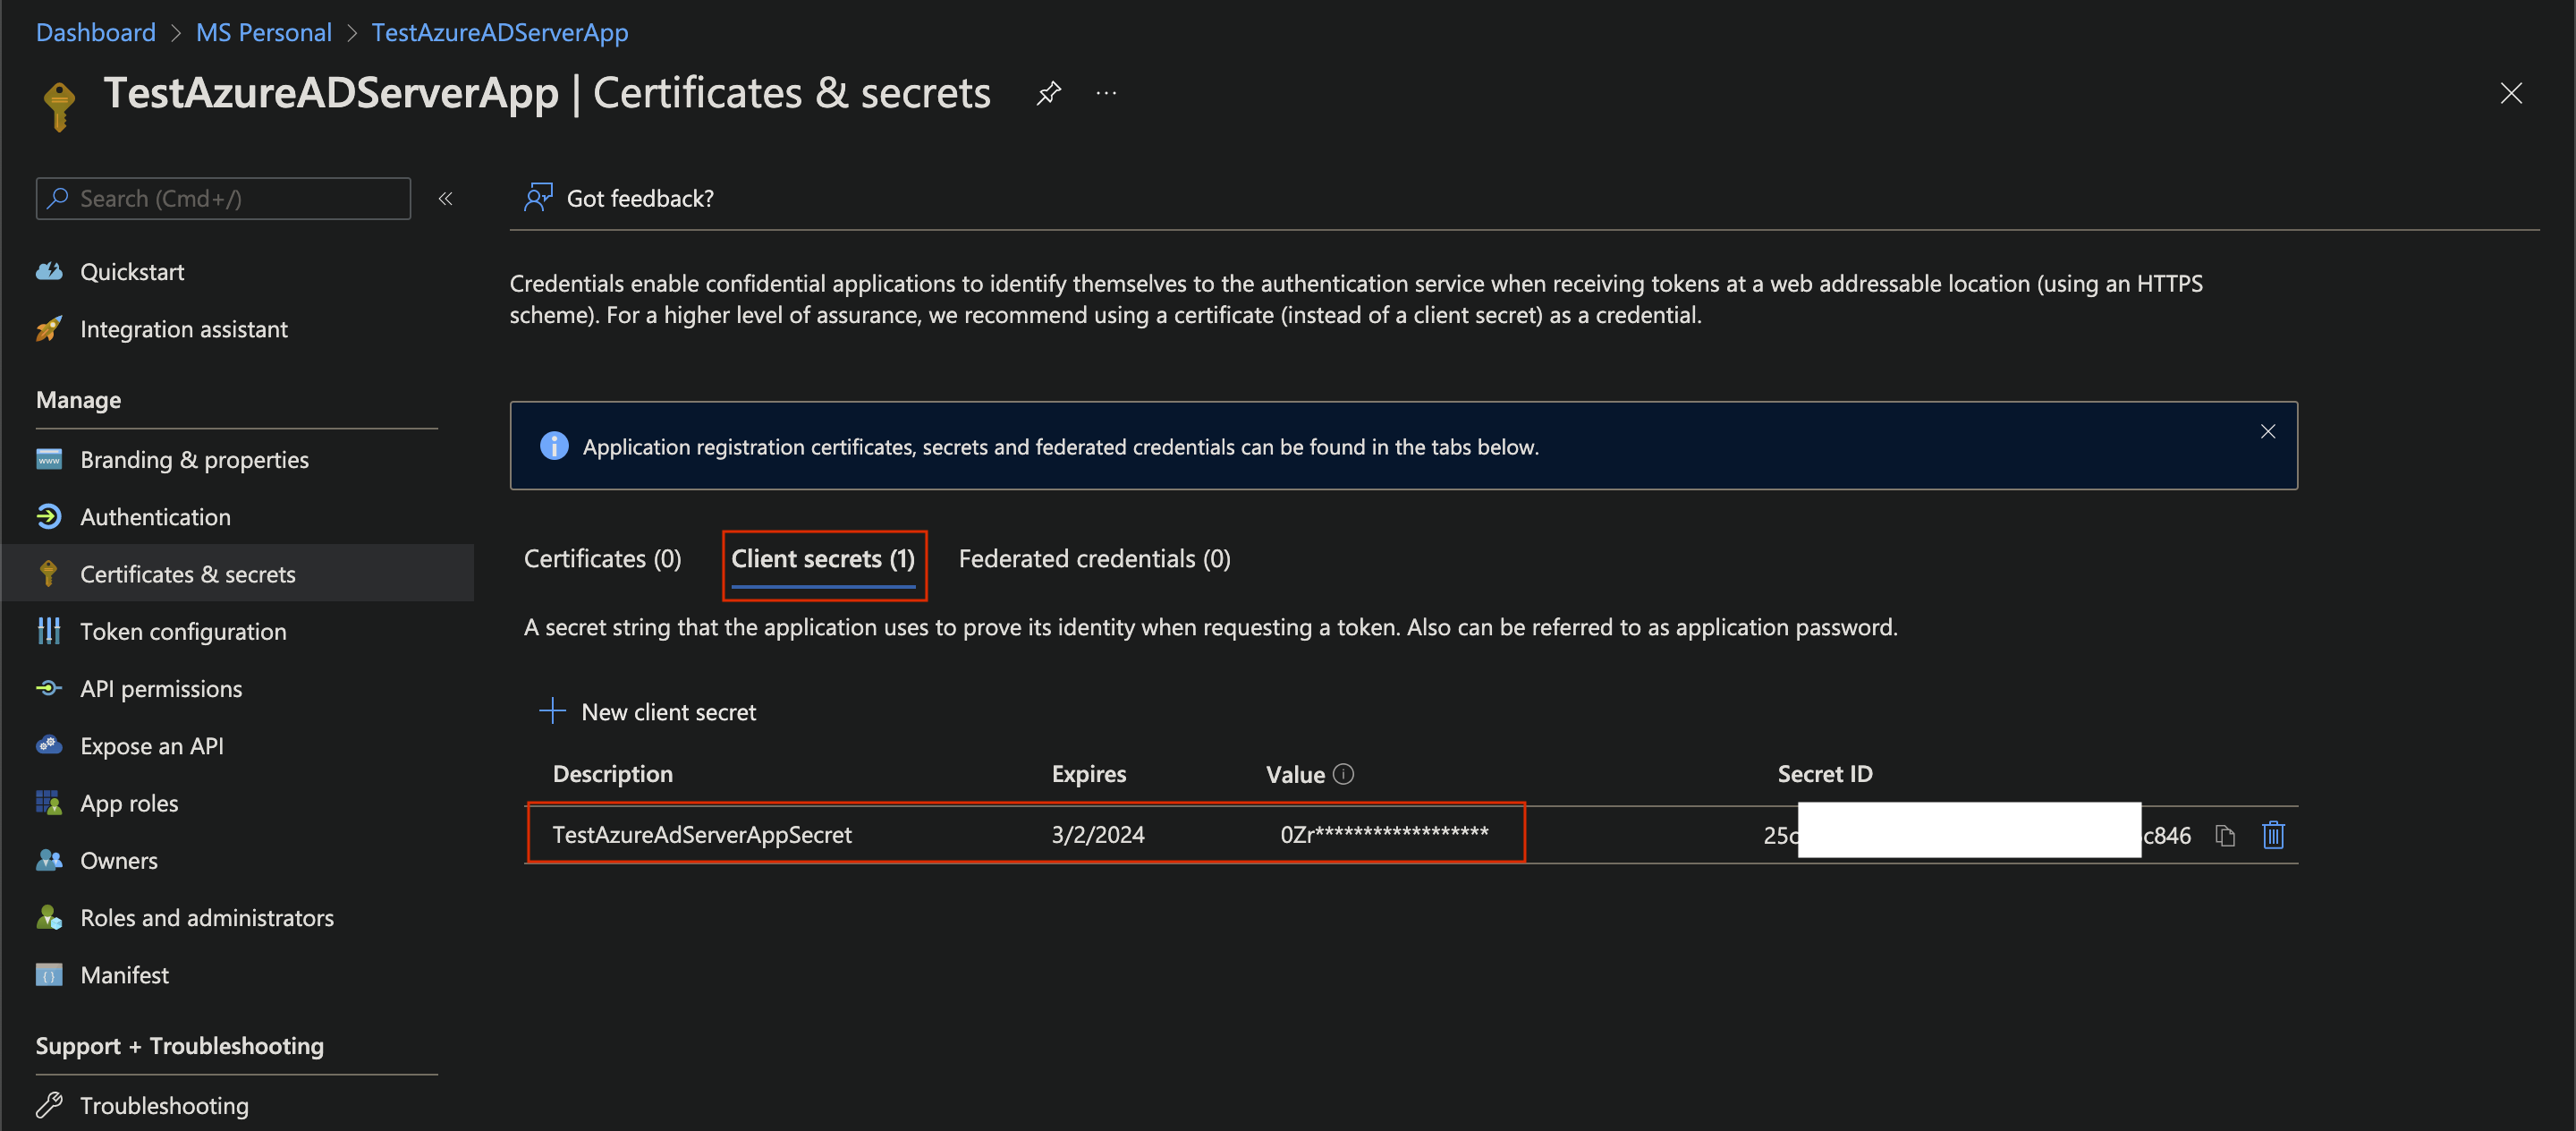 Dashboard > MS Personal > TestAzureADServerApp
TestAzureADServerApp | Certificates & secrets
Search (Cmd+/)
Got feedback?
Quickstart
Integration assistant
Manage
Branding & properties
Authentication
Certificates & secrets
Token configuration
API permissions
Expose an API
App roles
Owners
Roles and administrators
Manifest
Support + Troubleshooting
Troubleshooting
Credentials enable confidential applications to identify themselves to the authentication service when receiving tokens at a web addressable location (using an HTTPS
scheme). For a higher level of assurance, we recommend using a certificate (instead of a client secret) as a credential.
Application registration certificates, secrets and federated credentials can be found in the tabs below.
Certificates (0) Client secrets (1) Federated credentials (0)
A secret string that the application uses to prove its identity when requesting a token. Also can be referred to as application password.
New client secret
Description Expires Value Secret ID
TestAzureAdServerAppSecret 3/2/2024 0Zr****************** 25c c846